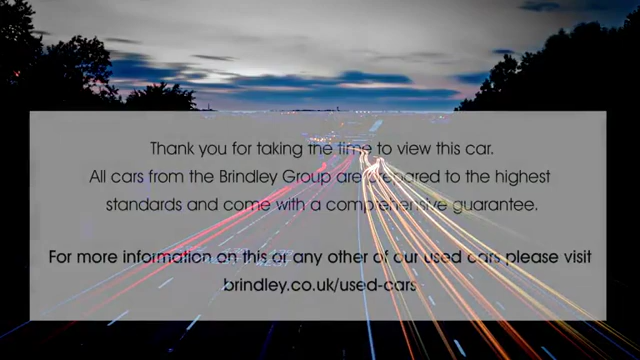 Thank you for taking the time to view this car.
All cars from the Brindley Group are prepared to the highest
standards and come with a comprehensive guarantee.
For more information on this or any other of our used cars please visit
brindley.co.uk/used-cars